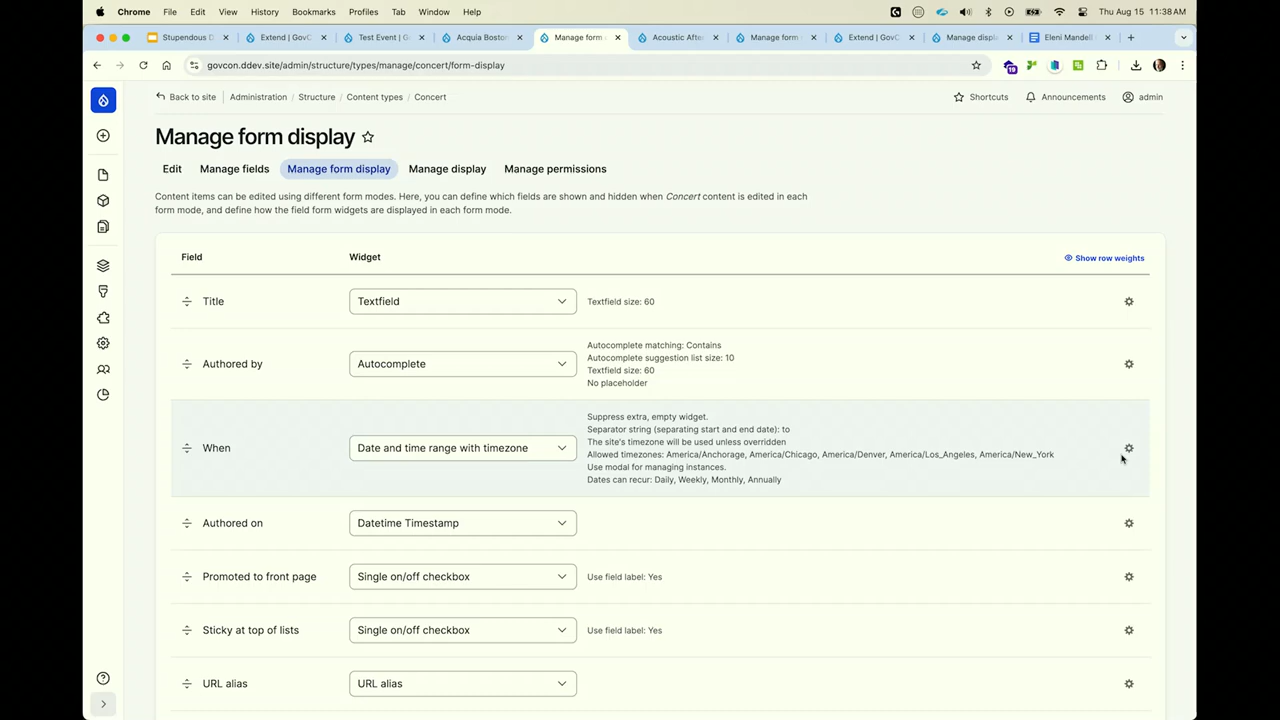 Chrome File Edit View History Bookmarks Profiles Tab Window Help Thu Aug 15 11:38 AM
Stupendous D Extend | GovC Test Event | G Acquia Boston Manage form Acoustic Afte Manage form Extend | GovC Manage displ Eleni Mandell
govcon.ddev.site/admin/structure/types/manage/concert/form-display
19
Back to site Administration Structure Content types Concert Shortcuts Announcements admin
Manage form display
Edit Manage fields Manage form display Manage display Manage permissions
Content items can be edited using different form modes. Here, you can define which fields are shown and hidden when Concert content is edited in each
form mode, and define how the field form widgets are displayed in each form mode.
Field Widget Show row weights
Title Textfield Textfield size: 60
Authored by Autocomplete
Autocomplete matching: Contains
Autocomplete suggestion list size: 10
Textfield size: 60
No placeholder
When Date and time range with timezone
Suppress extra, empty widget.
Separator string (separating start and end date): to
The site's timezone will be used unless overridden
Allowed timezones: America/Anchorage, America/Chicago, America/Denver, America/Los_Angeles, America/New_York
Use modal for managing instances.
Dates can recur: Daily, Weekly, Monthly, Annually
Authored on Datetime Timestamp
Promoted to front page Single on/off checkbox Use field label: Yes
Sticky at top of lists Single on/off checkbox Use field label: Yes
URL alias URL alias